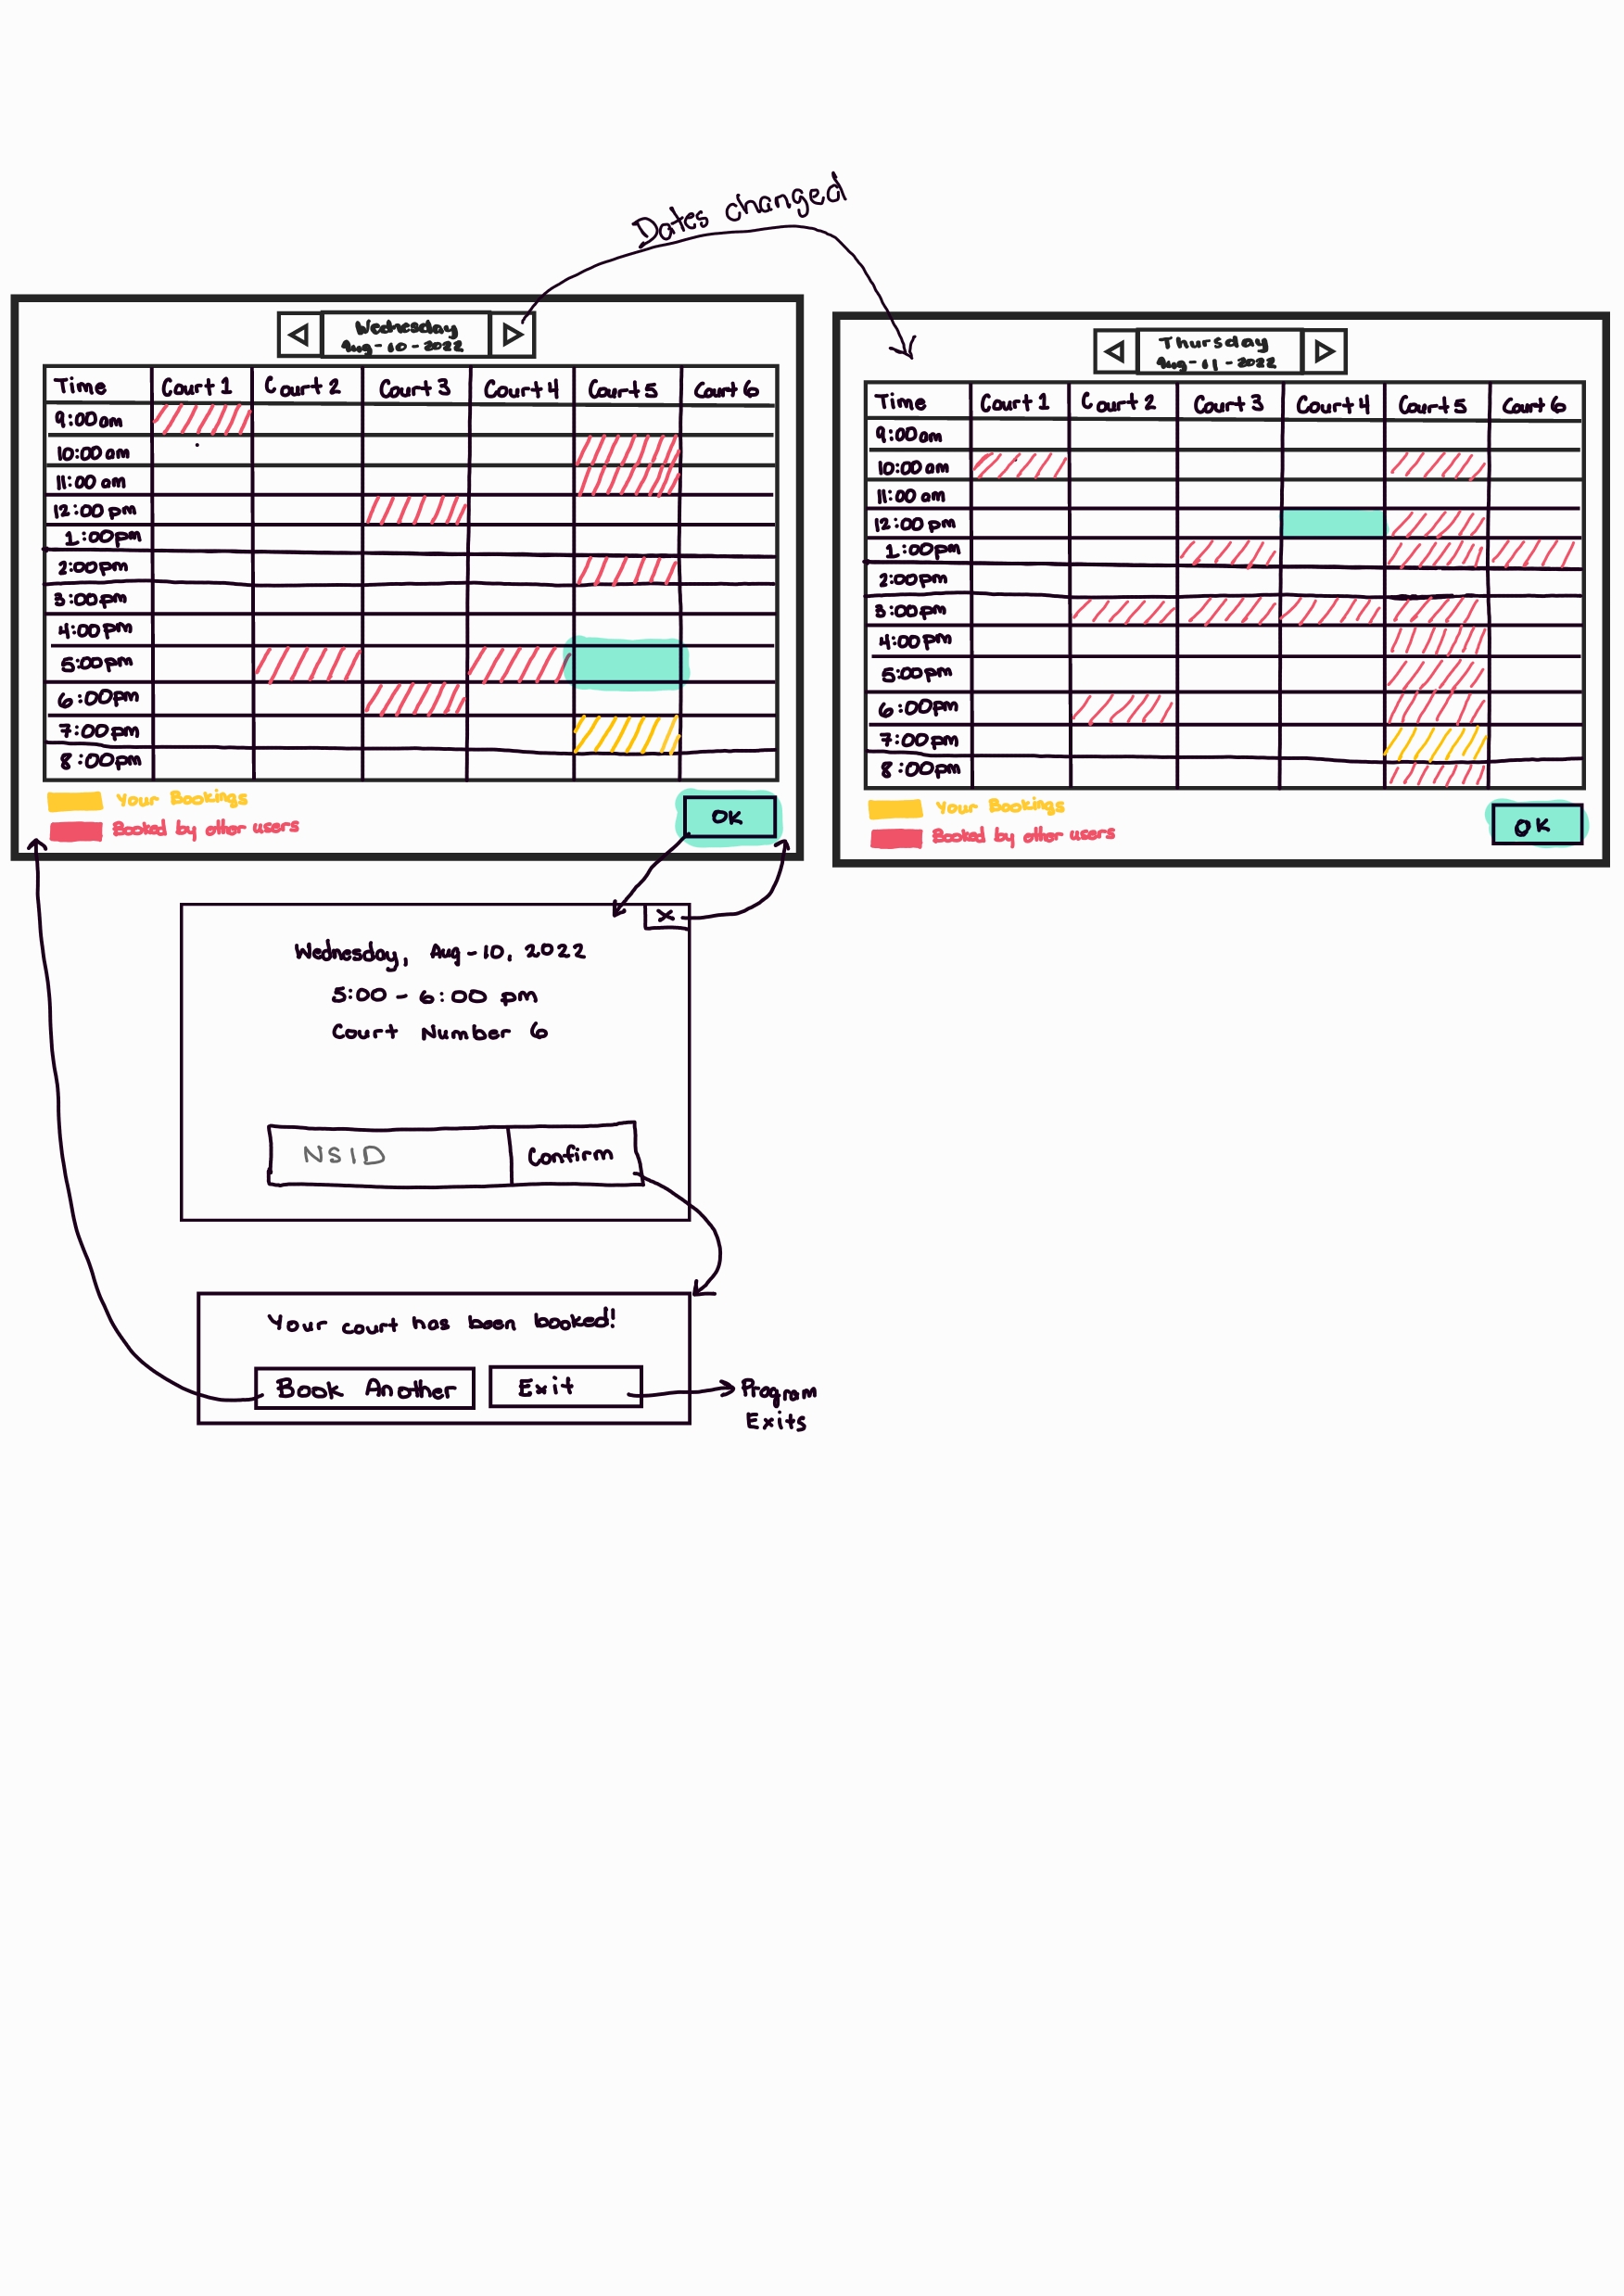 Dates changed
Wednesday
Aug-10-2022
Time Court 1 Court 2 Court 3 Court 4 Court 5 Court 6
9:00am
10:00 am
11:00 am
12:00 pm
1:00pm
2:00pm
3:00pm
4:00pm
5:00pm
6:00pm
7:00pm
8:00pm
Your Bookings
Booked by other users
OK
Thursday
Aug-11-2022
Time Court 1 Court 2 Court 3 Court 4 Court 5 Court 6
9:00am
10:00 am
11:00 am
12:00 pm
1:00pm
2:00pm
3:00pm
4:00pm
5:00pm
6:00pm
7:00pm
8:00pm
Your Bookings
Booked by other users
OK
X
Wednesday, Aug-10, 2022
5:00 - 6:00 pm
Court Number 6
NSID Confirm
Your court has been booked!
Book Another Exit
Program
Exits